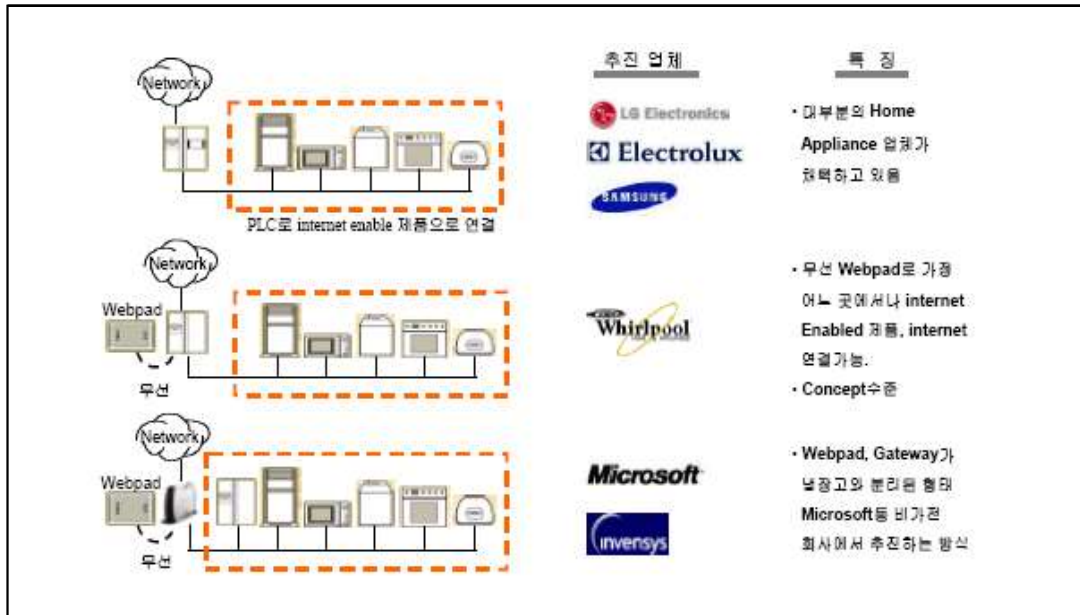 추진 업체
특 징
Network
LG Electronics
Electrolux
SAMSUNG
• 대부분의 Home
Appliance 업체가
채택하고 있음
PLC로 internet enable 제품으로 연결
Network
Webpad
무선
Whirlpool
• 무선 Webpad로 가정
어느 곳에서나 internet
Enabled 제품, internet
연결가능.
• Concept수준
Network
Webpad
무선
Microsoft
invensys
• Webpad, Gateway가
냉장고와 분리된 형태
Microsoft등 비가전
회사에서 추진하는 방식